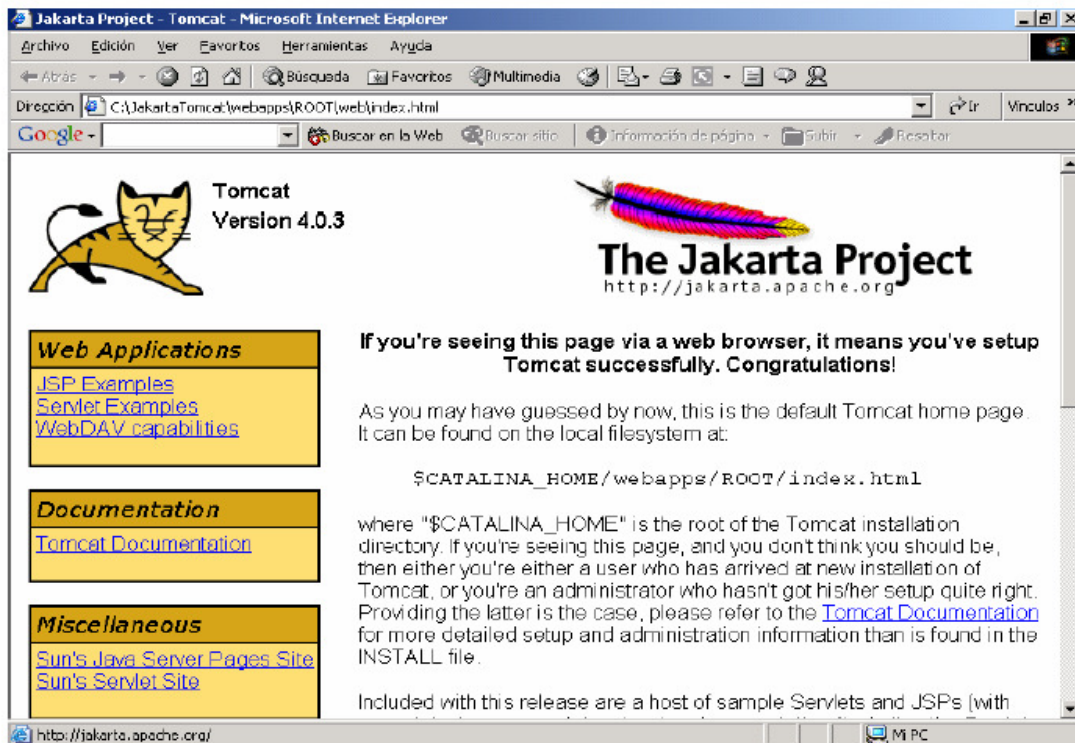 Jakarta Project - Tomcat - Microsoft Internet Explorer
Archivo Edición Ver Favoritos Herramientas Ayuda
Atrás Búsqueda Favoritos Multimedia
Dirección C:\JakartaTomcat\webapps\ROOT\web\index.html Ir Vínculos »
Google Buscar en la Web Buscar sitio Información de página Subir Resaltar
Tomcat
Version 4.0.3
The Jakarta Project
http://jakarta.apache.org
Web Applications
JSP Examples
Servlet Examples
WebDAV capabilities
Documentation
Tomcat Documentation
Miscellaneous
Sun's Java Server Pages Site
Sun's Servlet Site
If you're seeing this page via a web browser, it means you've setup
Tomcat successfully. Congratulations!
As you may have guessed by now, this is the default Tomcat home page.
It can be found on the local filesystem at:
$CATALINA_HOME/webapps/ROOT/index.html
where "$CATALINA_HOME" is the root of the Tomcat installation
directory. If you're seeing this page, and you don't think you should be,
then either you're either a user who has arrived at new installation of
Tomcat, or you're an administrator who hasn't got his/her setup quite right.
Providing the latter is the case, please refer to the Tomcat Documentation
for more detailed setup and administration information than is found in the
INSTALL file.
Included with this release are a host of sample Servlets and JSPs (with
http://jakarta.apache.org/ Mi PC